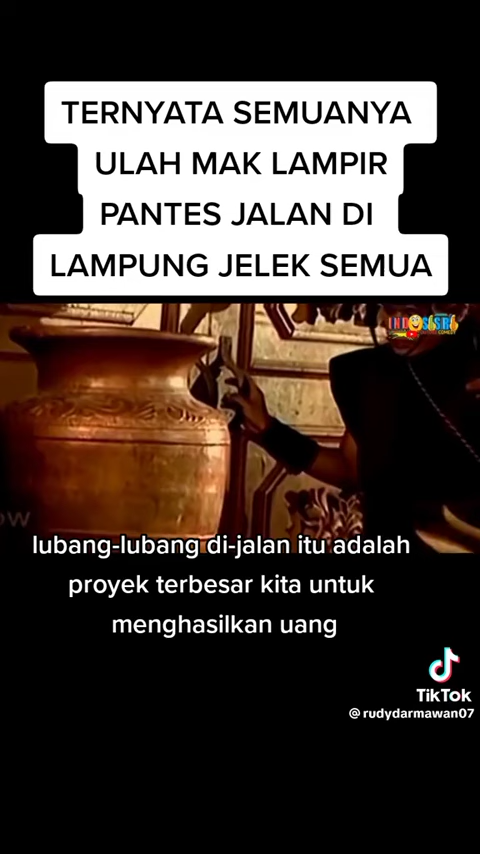 TERNYATA SEMUANYA
ULAH MAK LAMPIR
PANTES JALAN DI
LAMPUNG JELEK SEMUA
lubang-lubang di-jalan itu adalah
proyek terbesar kita untuk
menghasilkan uang
TikTok
@rudydarmawan07